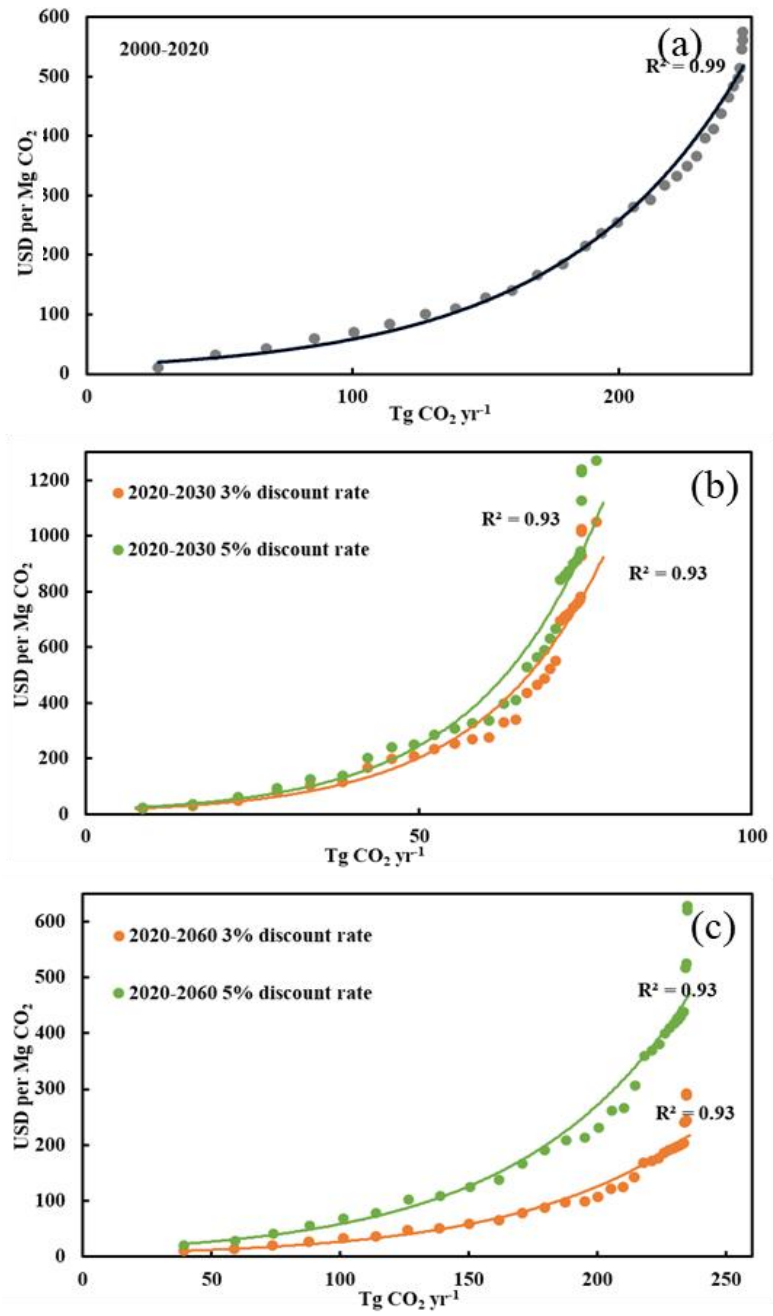 600
(a)
2000-2020
R² = 0.99
500
400
300
200
100
0
USD per Mg CO₂
0 100 200
Tg CO₂ yr⁻¹
1200
2020-2030 3% discount rate
(b)
R² = 0.93
2020-2030 5% discount rate
1000
R² = 0.93
800
600
400
200
0
USD per Mg CO₂
0 50 100
Tg CO₂ yr⁻¹
600
2020-2060 3% discount rate
(c)
2020-2060 5% discount rate
500
R² = 0.93
400
300
R² = 0.93
200
100
0
USD per Mg CO₂
0 50 100 150 200 250
Tg CO₂ yr⁻¹